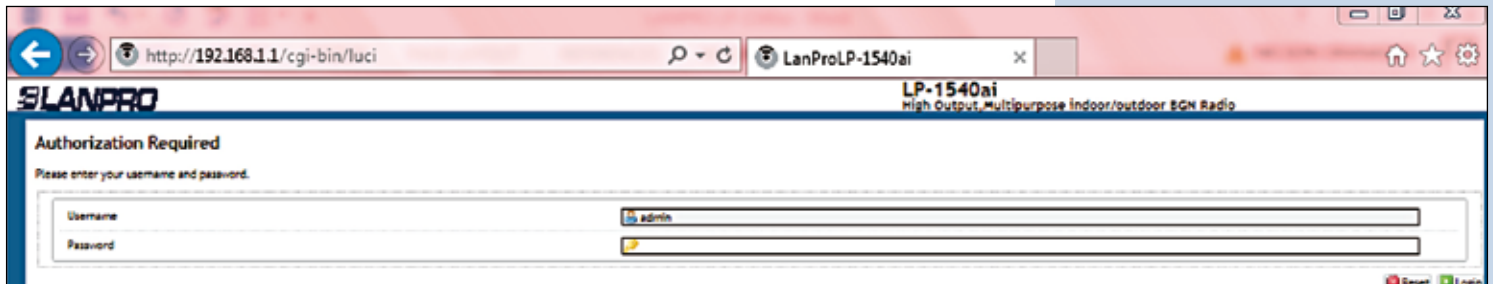 http://192.168.1.1/cgi-bin/luci
LanProLP-1540ai
LANPRO
LP-1540ai
High Output,Multipurpose indoor/outdoor BGN Radio
Authorization Required
Please enter your username and password.
Username
admin
Password
Reset
Login